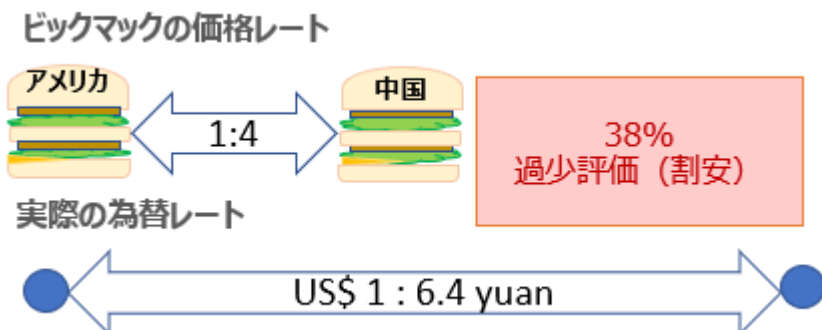 ビックマックの価格レート
アメリカ
中国
1:4
38%
過少評価（割安）
実際の為替レート
US$ 1 : 6.4 yuan